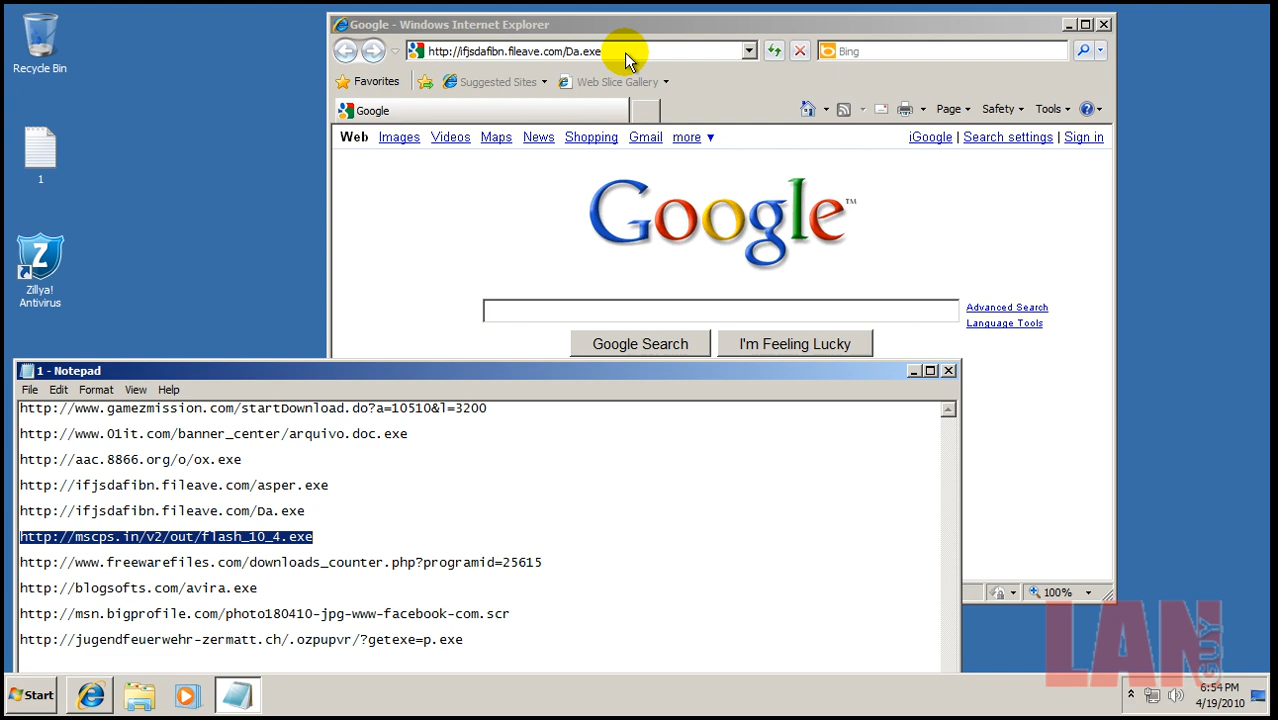 Recycle Bin
1
Zillya!
Antivirus
Google - Windows Internet Explorer
http://ifjsdafibn.fileave.com/Da.exe
Bing
Favorites
Suggested Sites
Web Slice Gallery
Google
Page
Safety
Tools
Web Images Videos Maps News Shopping Gmail more ▼
iGoogle | Search settings | Sign in
Google™
Advanced Search
Language Tools
Google Search
I'm Feeling Lucky
100%
1 - Notepad
File Edit Format View Help
http://www.gamezmission.com/startDownload.do?a=10510&l=3200
http://www.01it.com/banner_center/arquivo.doc.exe
http://aac.8866.org/o/ox.exe
http://ifjsdafibn.fileave.com/asper.exe
http://ifjsdafibn.fileave.com/Da.exe
http://mscps.in/v2/out/flash_10_4.exe
http://www.freewarefiles.com/downloads_counter.php?programid=25615
http://blogsofts.com/avira.exe
http://msn.bigprofile.com/photo180410-jpg-www-facebook-com.scr
http://jugendfeuerwehr-zermatt.ch/.ozpupvr/?getexe=p.exe
LAN GUY
Start
6:54 PM
4/19/2010